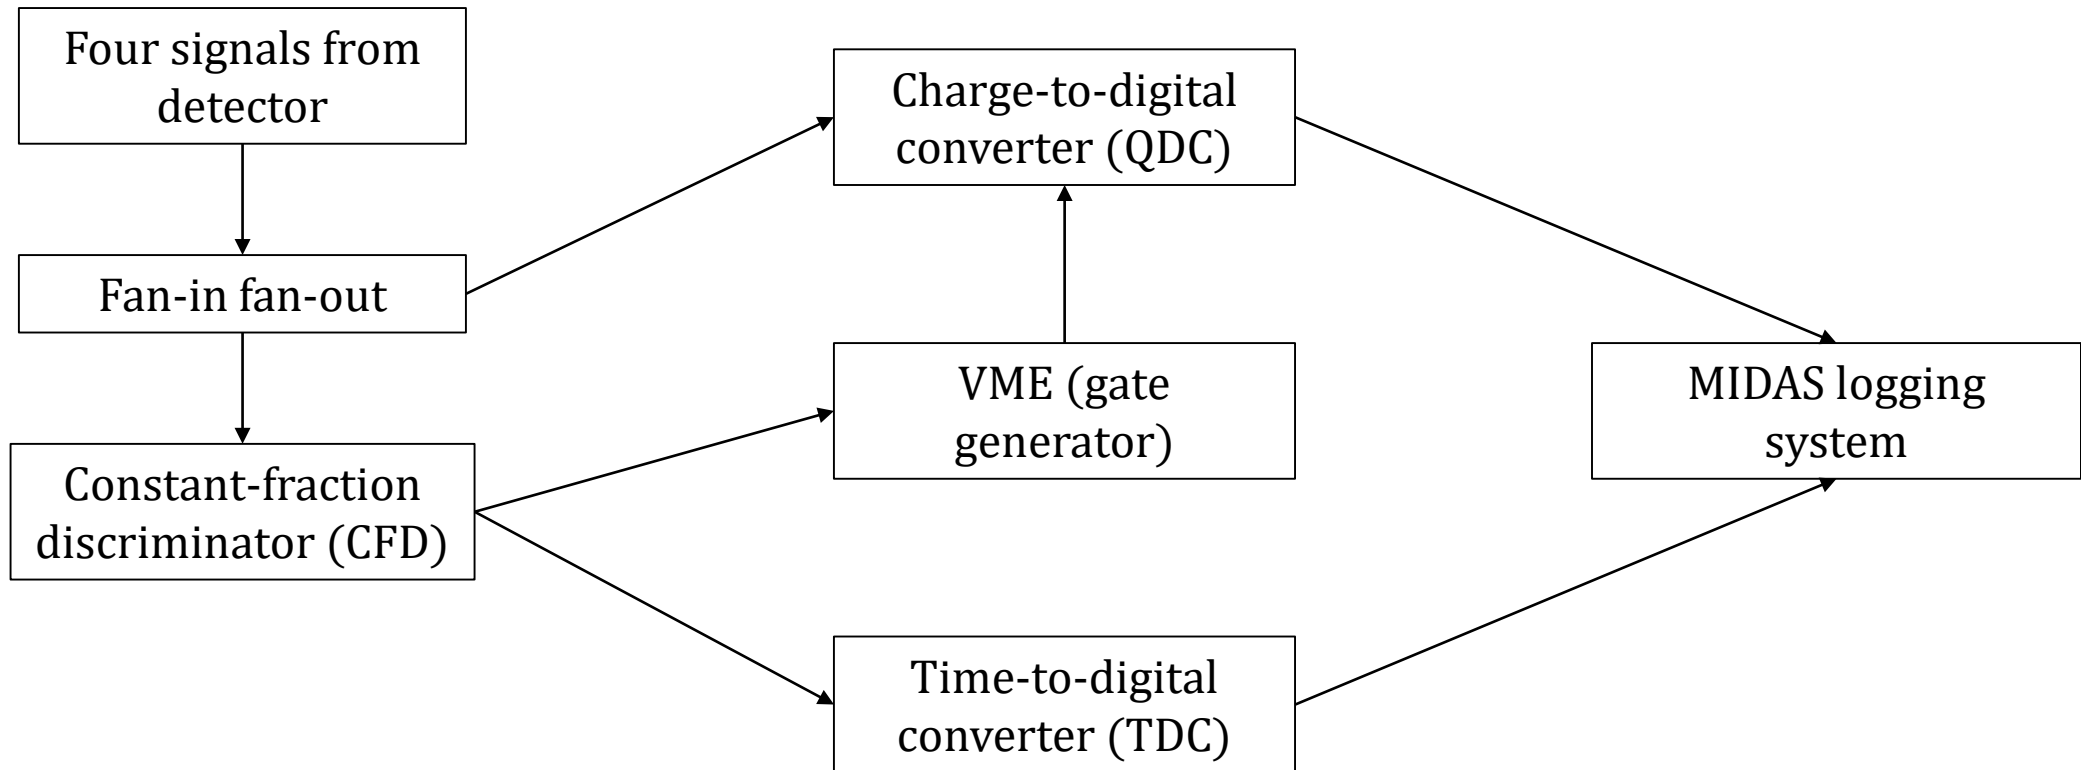 Four signals from
detector
Fan-in fan-out
Constant-fraction
discriminator (CFD)
Charge-to-digital
converter (QDC)
VME (gate
generator)
Time-to-digital
converter (TDC)
MIDAS logging
system